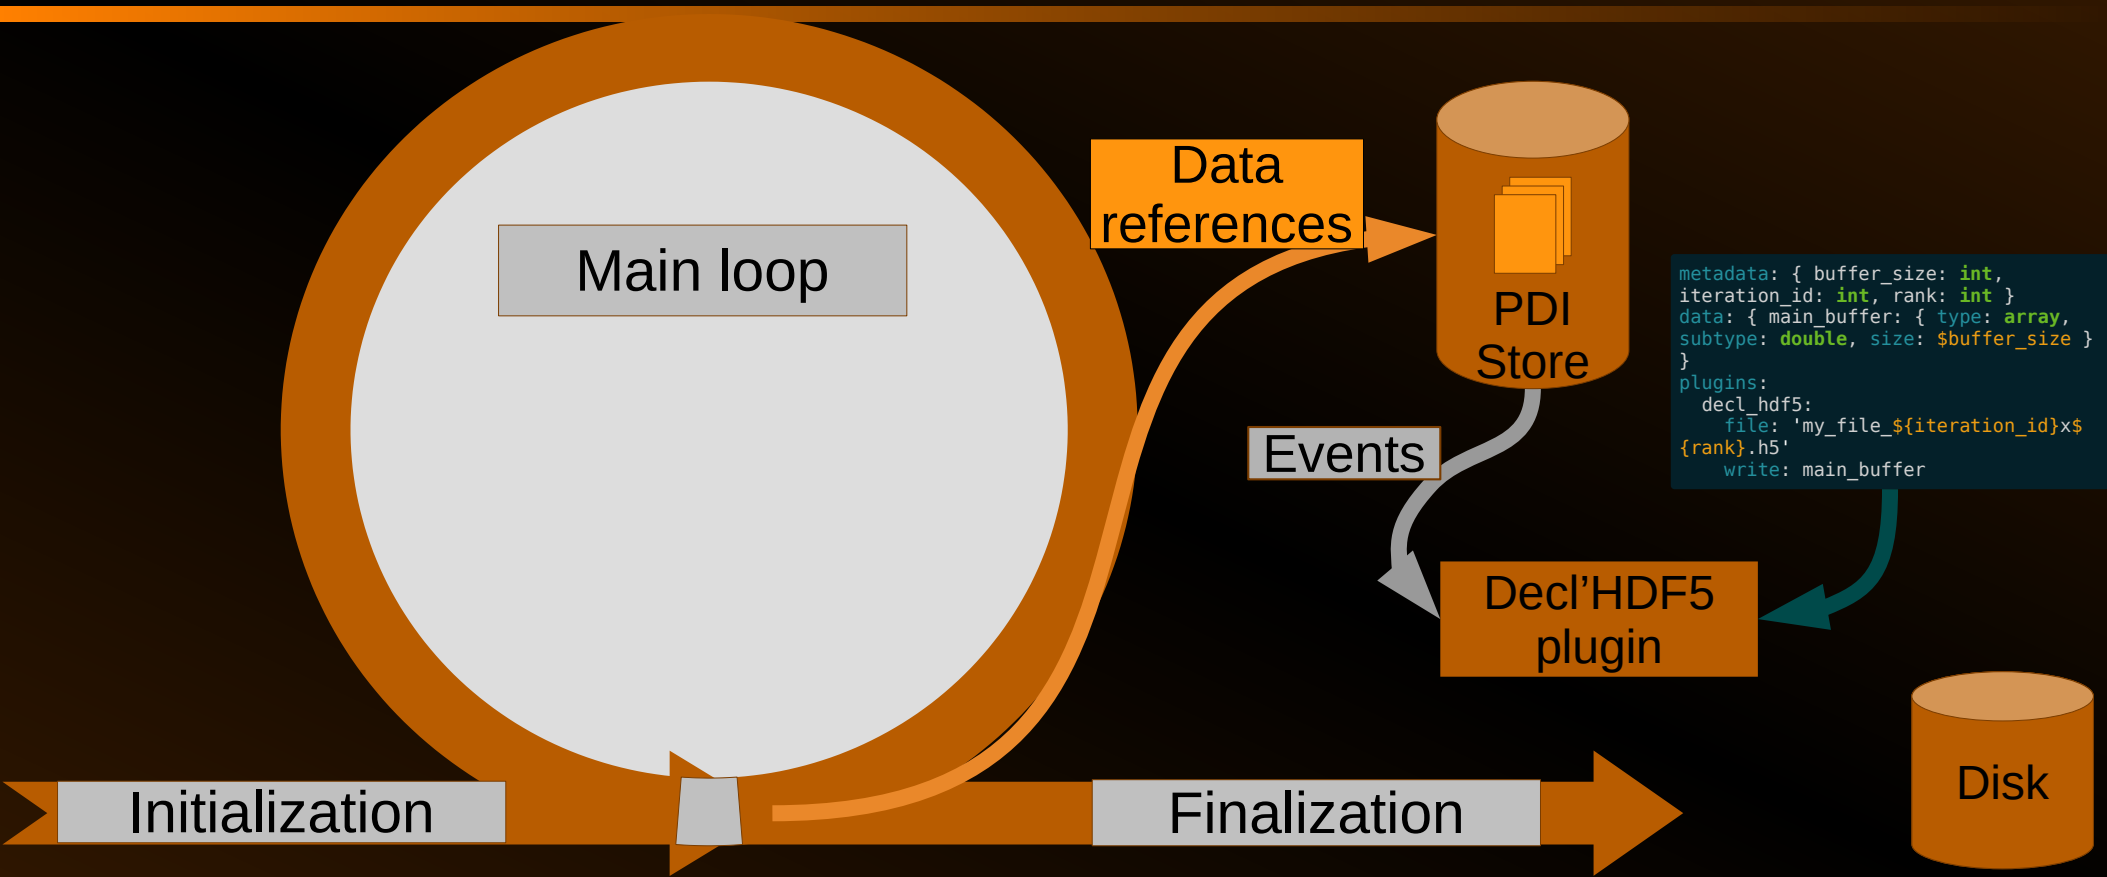 Main loop
Data
references
PDI
Store
Events
metadata: { buffer_size: int,
iteration_id: int, rank: int }
data: { main_buffer: { type: array,
subtype: double, size: $buffer_size }
}
plugins:
  decl_hdf5:
    file: 'my_file_${iteration_id}x$
{rank}.h5'
    write: main_buffer
Decl’HDF5
plugin
Disk
Initialization
Finalization